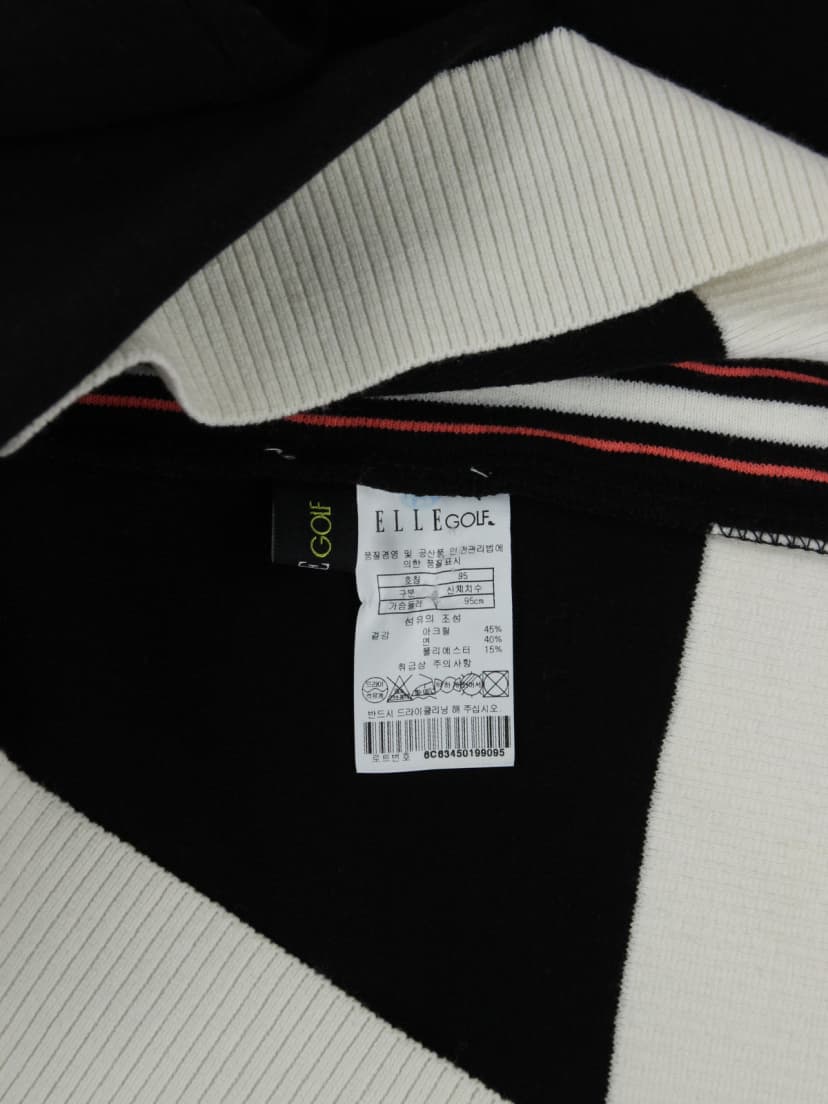 GOLF
ELLE GOLF
품질경영 및 공산품 안전관리법에
의한 품질표시
호칭 95
구분 신체치수
가슴둘레 95cm
섬유의 조성
겉감 아크릴 45%
면 40%
폴리에스터 15%
취급상 주의사항
드라이
반드시 드라이클리닝 해 주십시오.
로트번호 6C63450199095